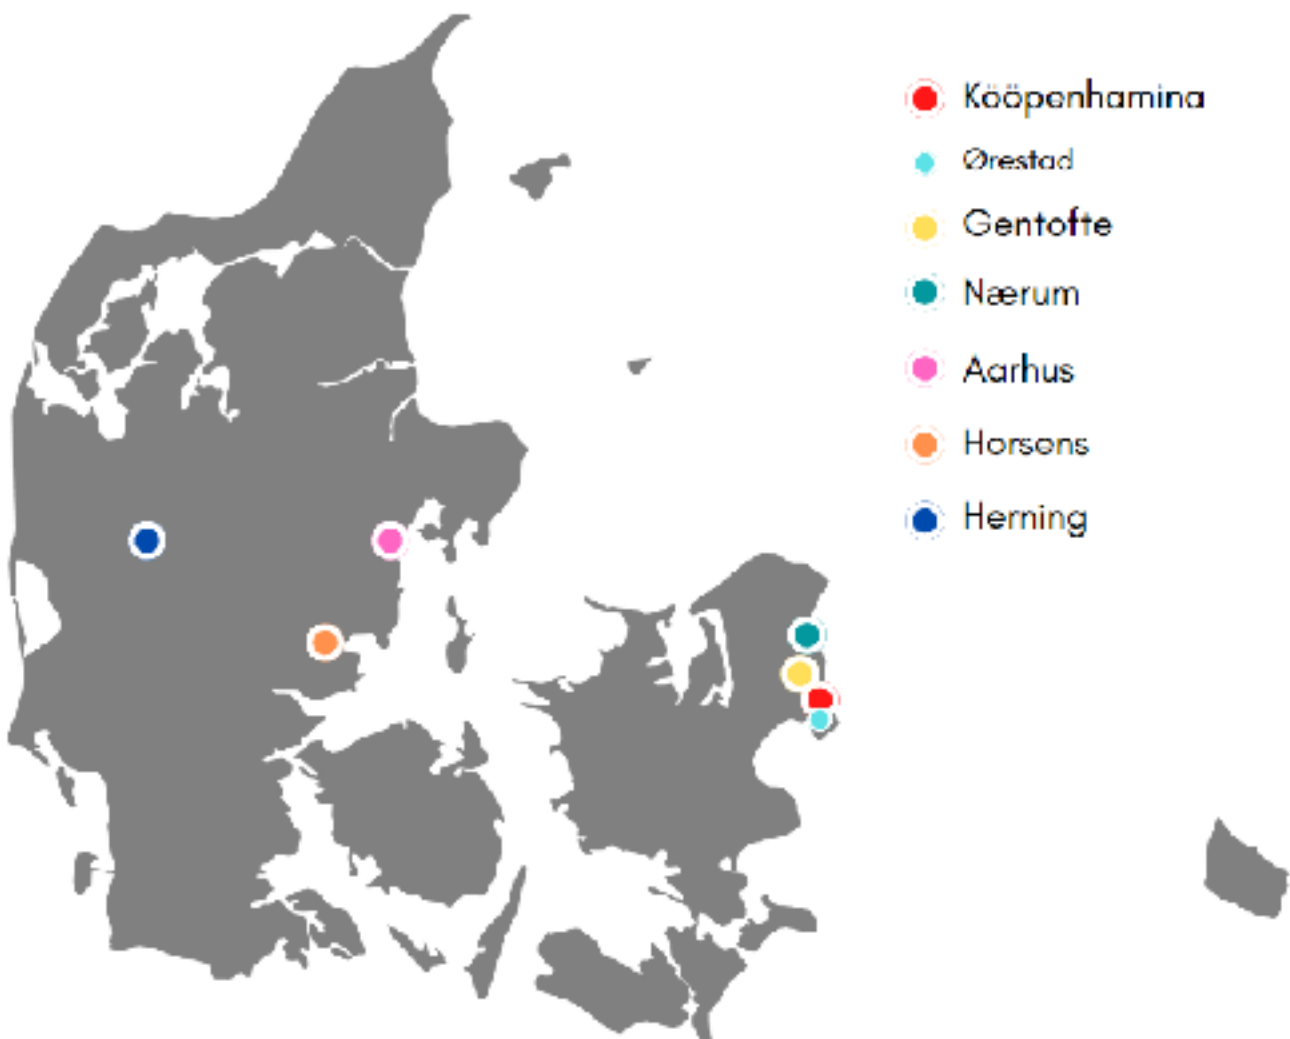 Kööpenhamina
Ørestad
Gentofte
Nærum
Aarhus
Horsens
Herning